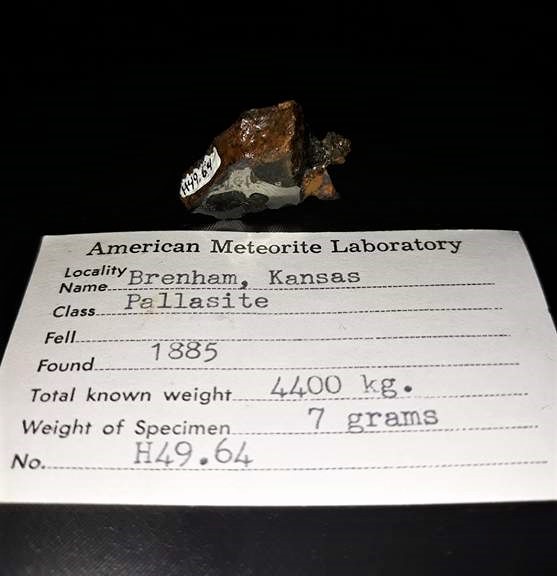 H49.64
American Meteorite Laboratory
Locality
Name Brenham, Kansas
Class Pallasite
Fell
Found 1885
Total known weight 4400 kg.
Weight of Specimen 7 grams
No. H49.64